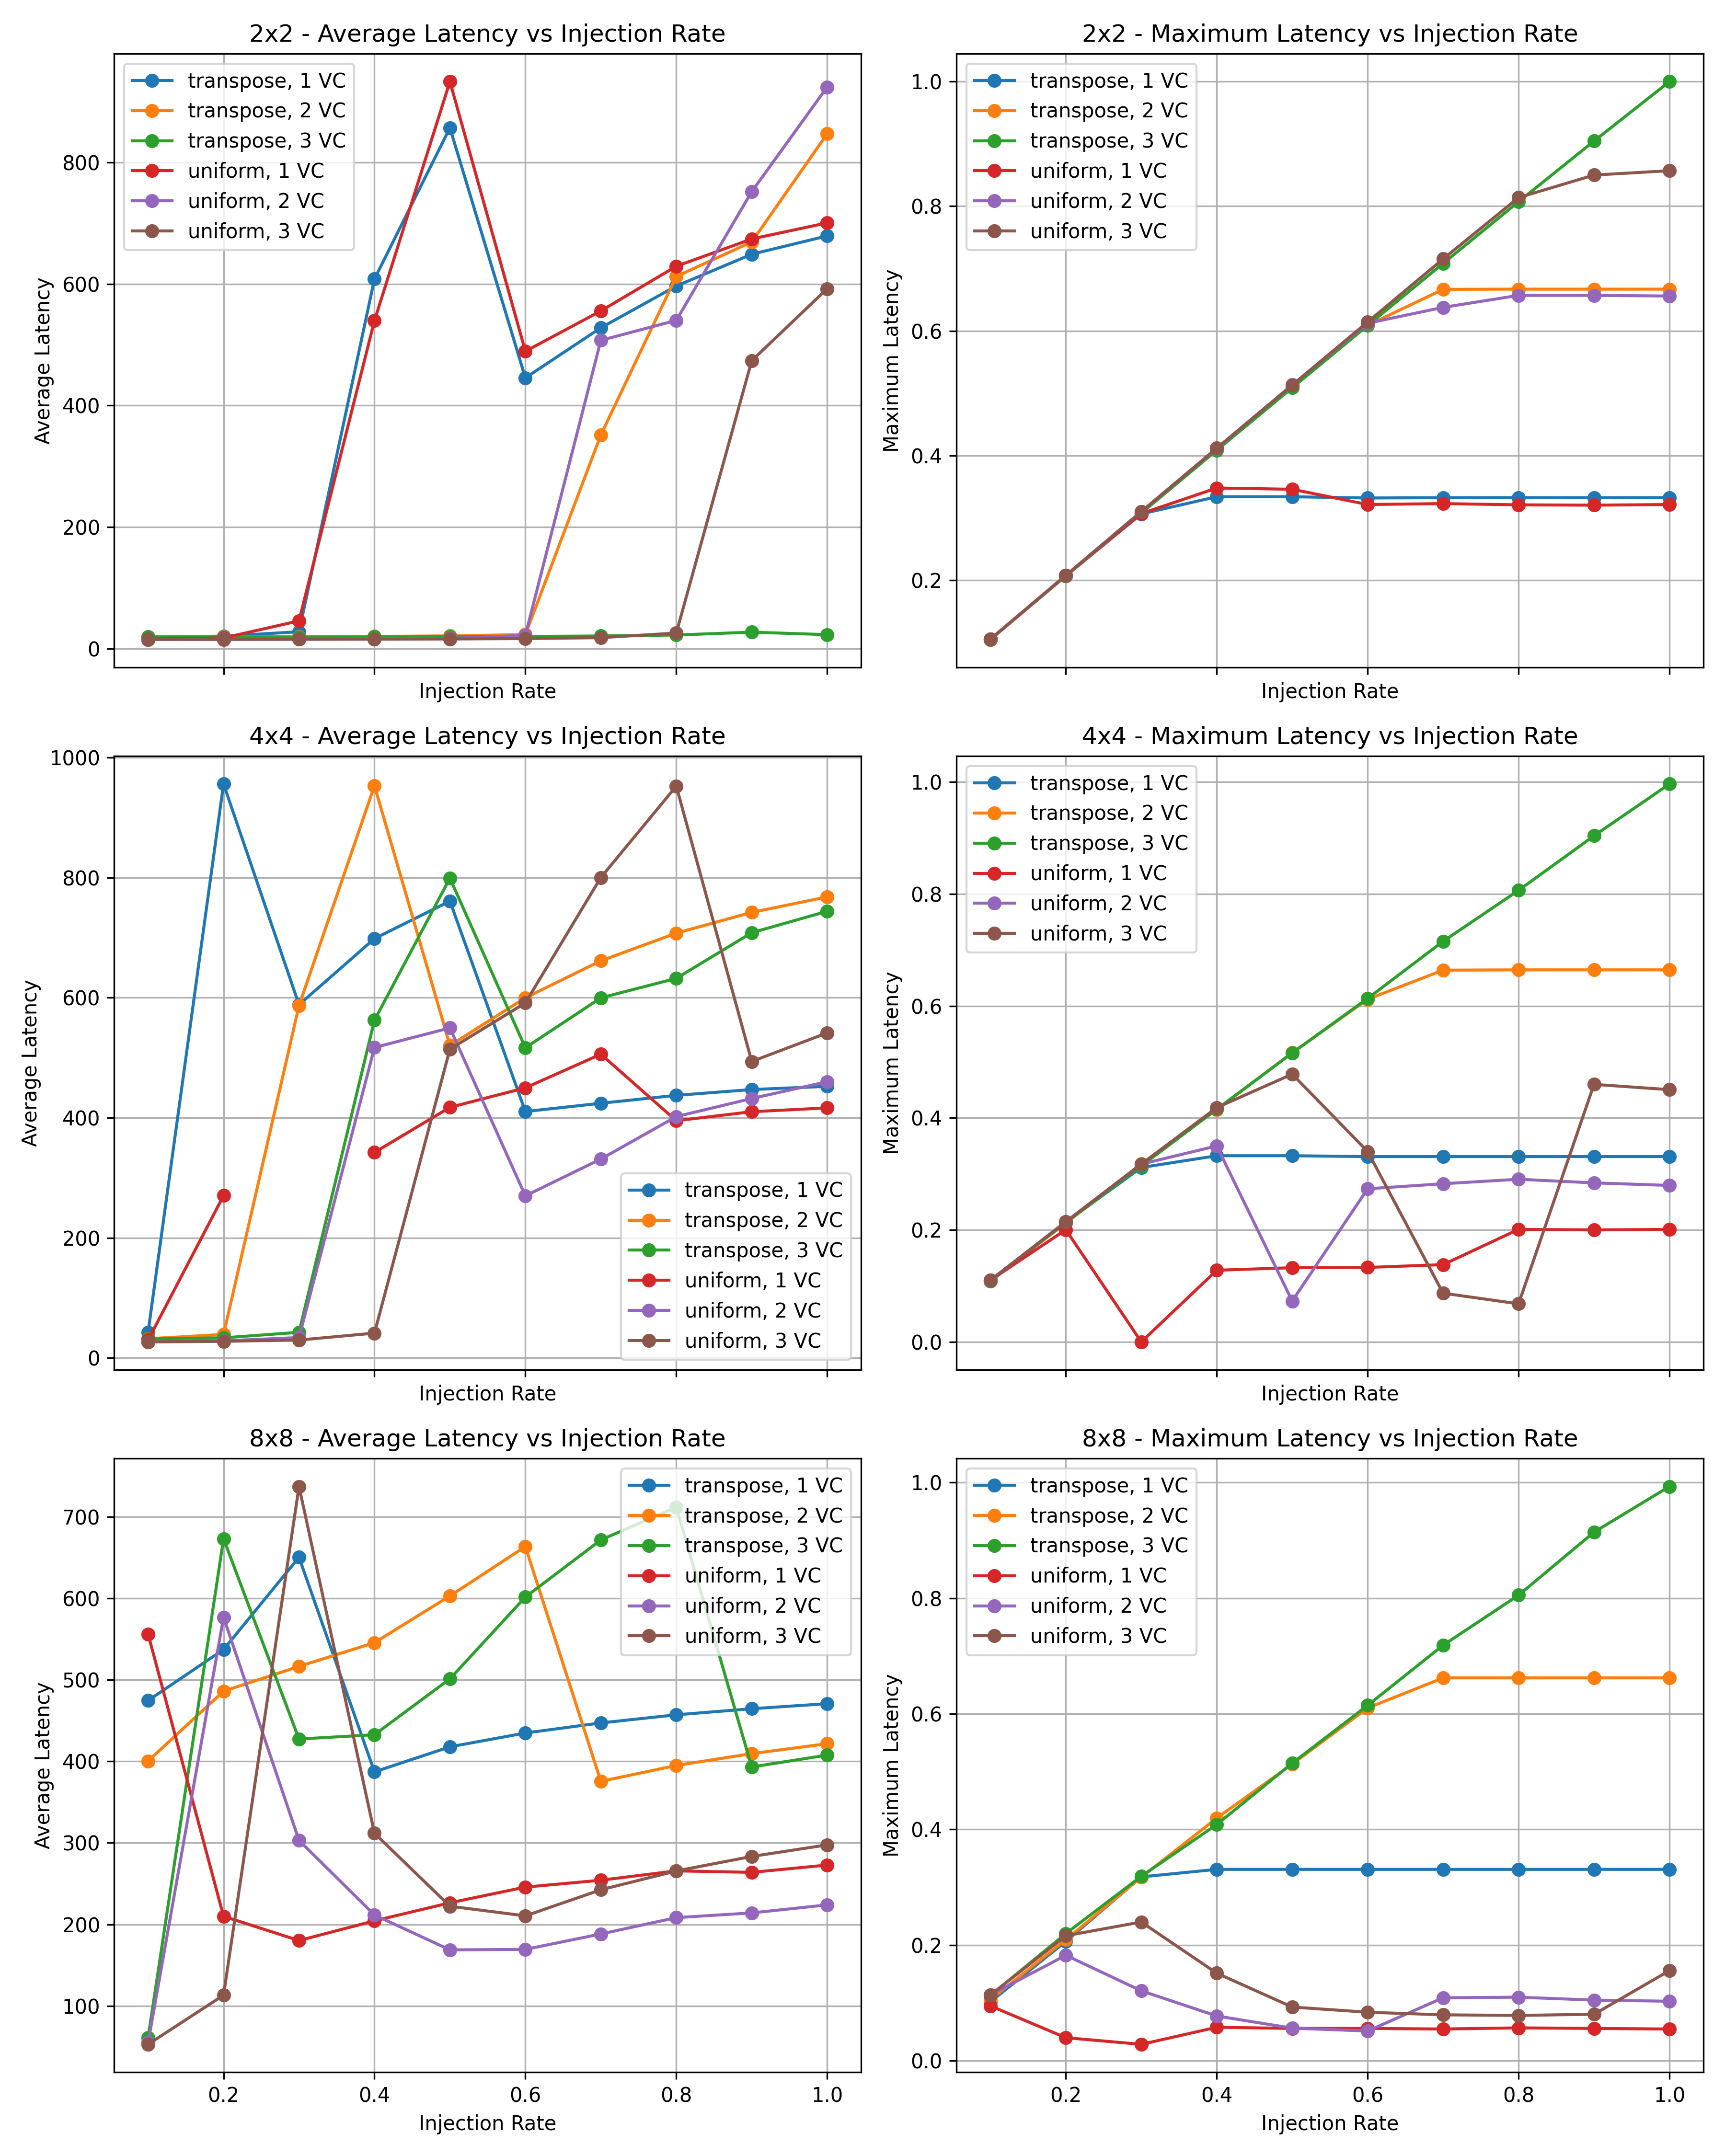 2x2 - Average Latency vs Injection Rate
Average Latency
800
600
400
200
0
transpose, 1 VC
transpose, 2 VC
transpose, 3 VC
uniform, 1 VC
uniform, 2 VC
uniform, 3 VC
Injection Rate
2x2 - Maximum Latency vs Injection Rate
Maximum Latency
1.0
0.8
0.6
0.4
0.2
transpose, 1 VC
transpose, 2 VC
transpose, 3 VC
uniform, 1 VC
uniform, 2 VC
uniform, 3 VC
Injection Rate
4x4 - Average Latency vs Injection Rate
Average Latency
1000
800
600
400
200
0
transpose, 1 VC
transpose, 2 VC
transpose, 3 VC
uniform, 1 VC
uniform, 2 VC
uniform, 3 VC
Injection Rate
4x4 - Maximum Latency vs Injection Rate
Maximum Latency
1.0
0.8
0.6
0.4
0.2
0.0
transpose, 1 VC
transpose, 2 VC
transpose, 3 VC
uniform, 1 VC
uniform, 2 VC
uniform, 3 VC
Injection Rate
8x8 - Average Latency vs Injection Rate
Average Latency
700
600
500
400
300
200
100
transpose, 1 VC
transpose, 2 VC
transpose, 3 VC
uniform, 1 VC
uniform, 2 VC
uniform, 3 VC
0.2 0.4 0.6 0.8 1.0
Injection Rate
8x8 - Maximum Latency vs Injection Rate
Maximum Latency
1.0
0.8
0.6
0.4
0.2
0.0
transpose, 1 VC
transpose, 2 VC
transpose, 3 VC
uniform, 1 VC
uniform, 2 VC
uniform, 3 VC
0.2 0.4 0.6 0.8 1.0
Injection Rate